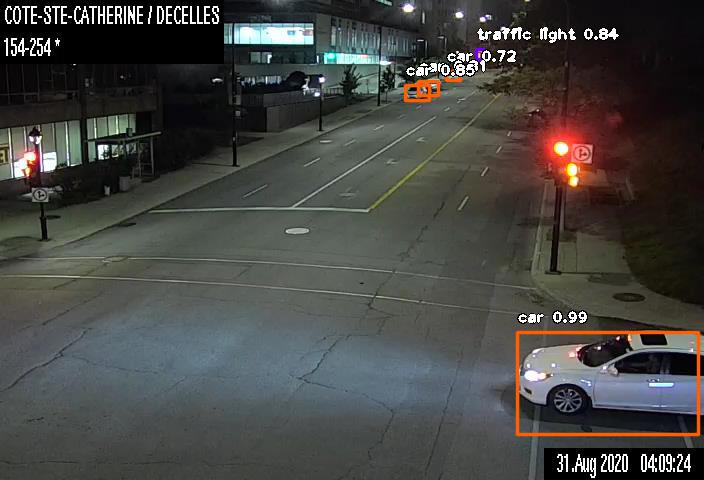 COTE-STE-CATHERINE / DECELLES
154-254 *
traffic light 0.84
car 0.72
car 0.85
car 0.99
31.Aug 2020 04:09:24